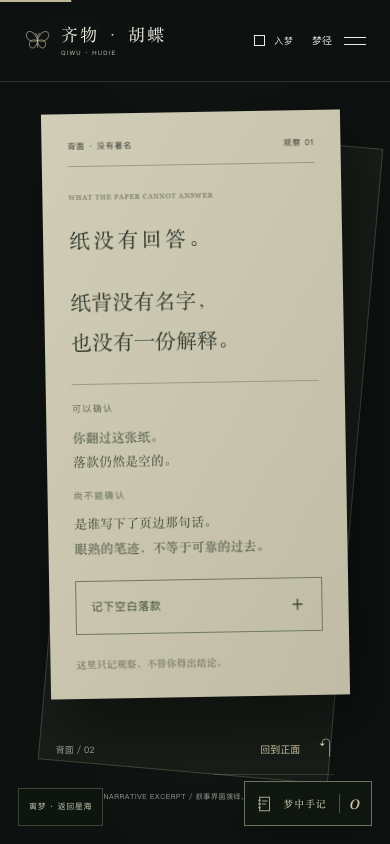 齐物 · 胡蝶
QIWU · HUDIE
入梦
梦径
背面 · 没有署名
观察 01
WHAT THE PAPER CANNOT ANSWER
纸没有回答。
纸背没有名字，
也没有一份解释。
可以确认
你翻过这张纸。
落款仍然是空的。
尚不能确认
是谁写下了页边那句话。
眼熟的笔迹，不等于可靠的过去。
记下空白落款 +
这里只记观察，不替你得出结论。
背面 / 02
回到正面
离梦 · 返回星海
NARRATIVE EXCERPT / 叙事界面演绎,
梦中手记 0